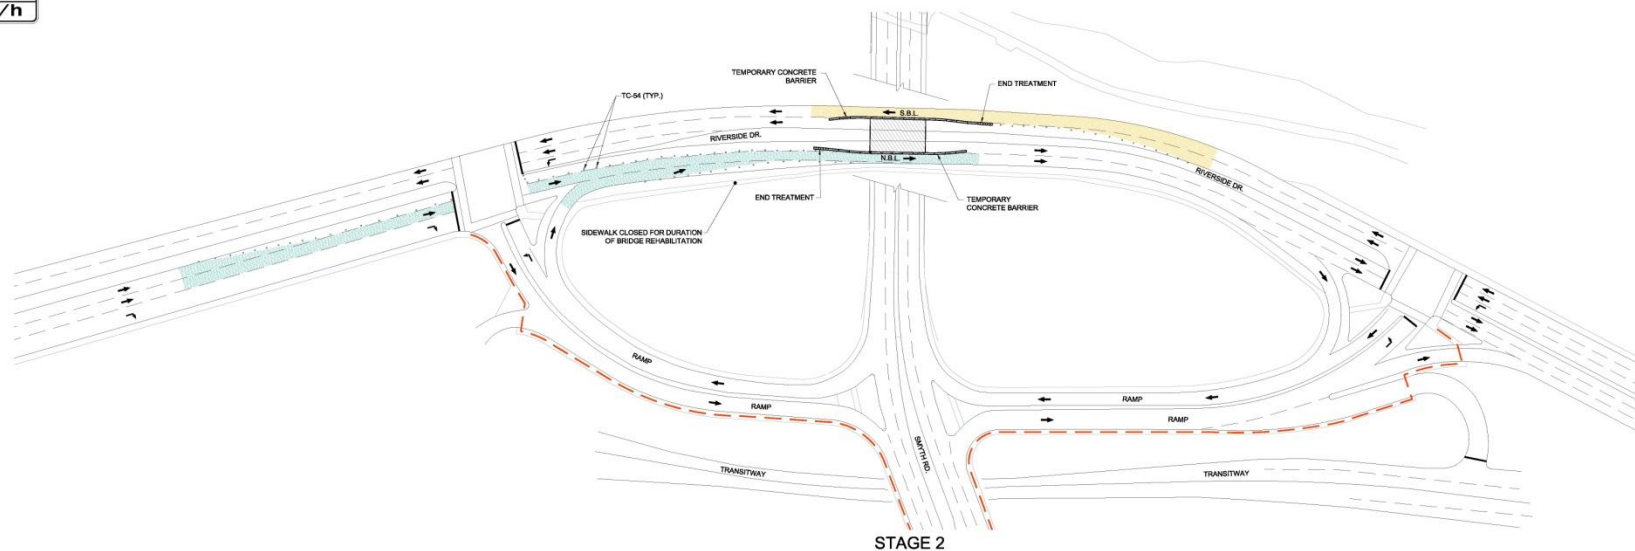 /h
TEMPORARY CONCRETE
BARRIER
END TREATMENT
TC-54 (TYP.)
S.B.L.
RIVERSIDE DR.
N.B.L.
RIVERSIDE DR.
END TREATMENT
TEMPORARY
CONCRETE BARRIER
SIDEWALK CLOSED FOR DURATION
OF BRIDGE REHABILITATION
RAMP
RAMP
RAMP
RAMP
SMYTH RD.
TRANSITWAY
TRANSITWAY
STAGE 2